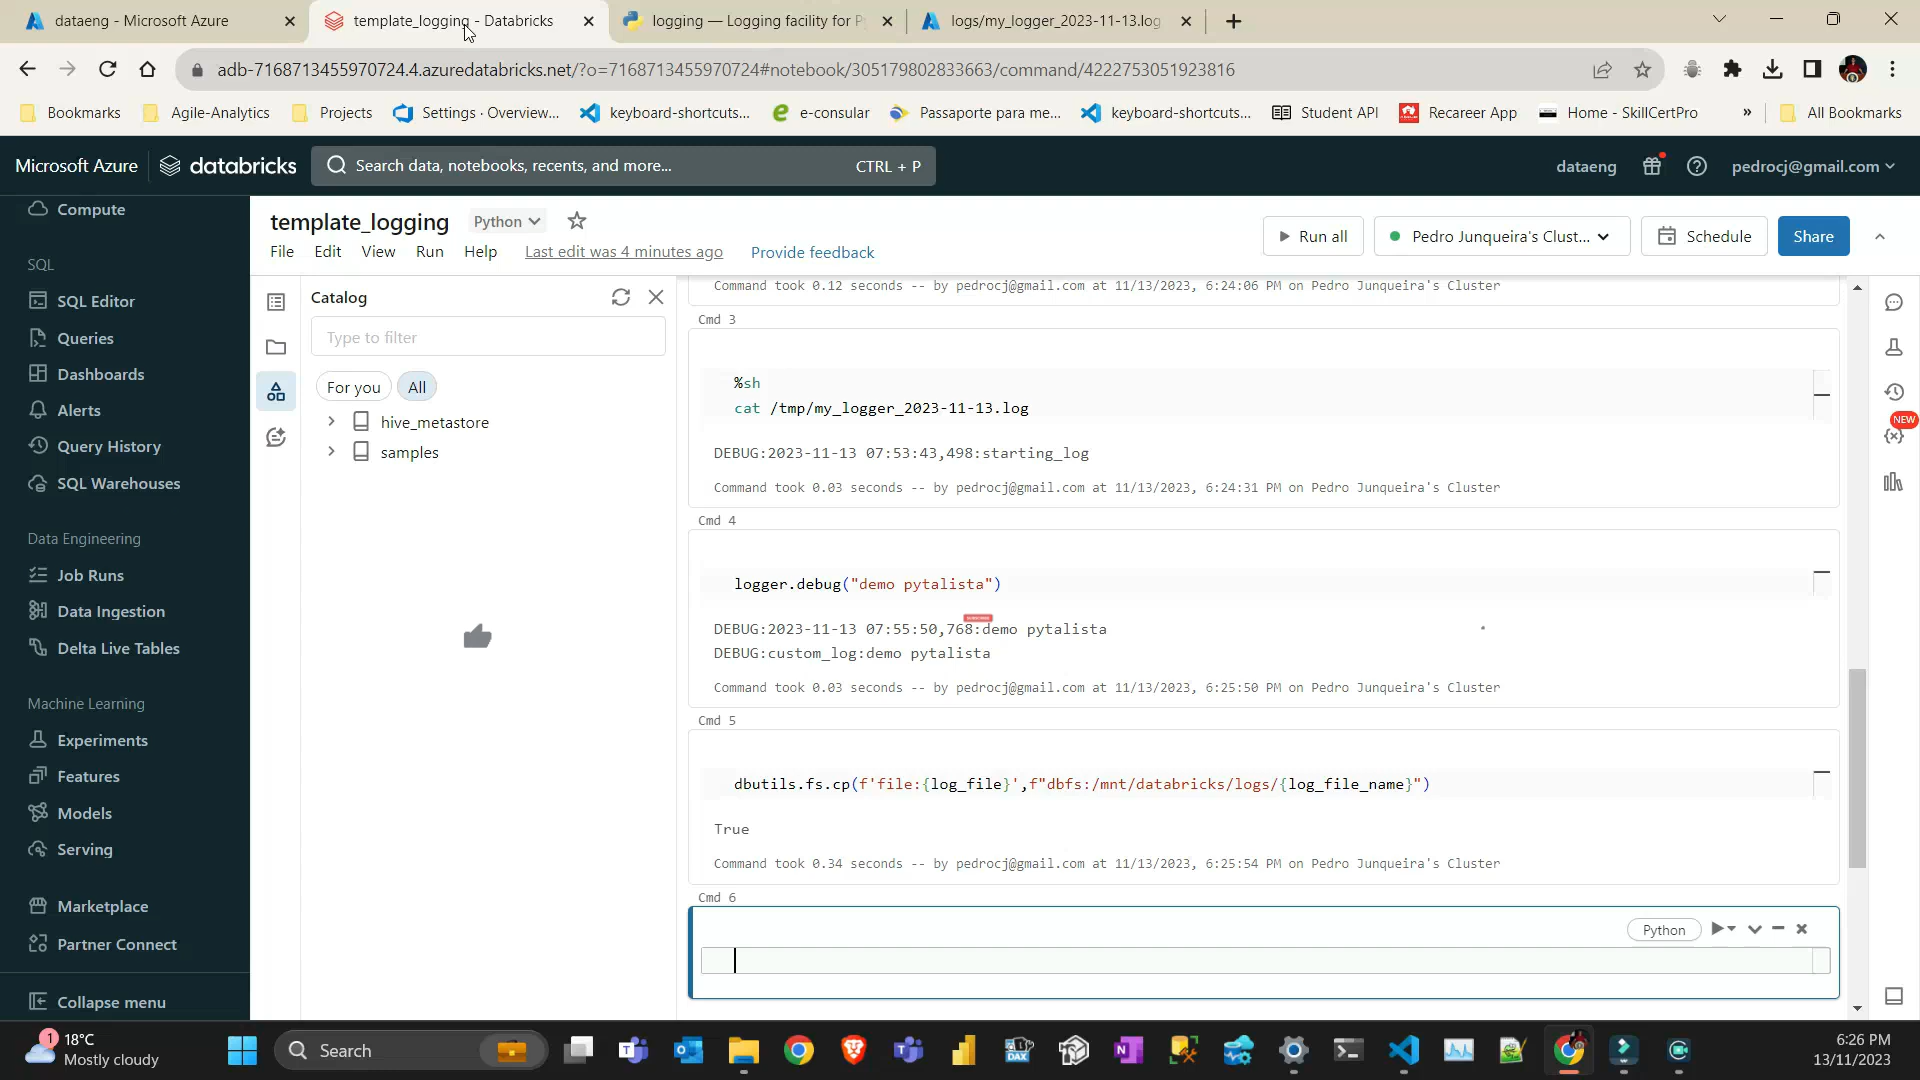 dataeng - Microsoft Azure
template_logging - Databricks
logging — Logging facility for P
logs/my_logger_2023-11-13.log
adb-7168713455970724.4.azuredatabricks.net/?o=7168713455970724#notebook/305179802833663/command/4222753051923816
Bookmarks
Agile-Analytics
Projects
Settings · Overview...
keyboard-shortcuts...
e-consular
Passaporte para me...
keyboard-shortcuts...
Student API
Recareer App
Home - SkillCertPro
»
All Bookmarks
Microsoft Azure
databricks
Search data, notebooks, recents, and more...
CTRL + P
dataeng
pedrocj@gmail.com
Compute
SQL
SQL Editor
Queries
Dashboards
Alerts
Query History
SQL Warehouses
Data Engineering
Job Runs
Data Ingestion
Delta Live Tables
Machine Learning
Experiments
Features
Models
Serving
Marketplace
Partner Connect
Collapse menu
template_logging
Python
File Edit View Run Help
Last edit was 4 minutes ago
Provide feedback
Run all
Pedro Junqueira's Clust...
Schedule
Share
Catalog
Type to filter
For you
All
hive_metastore
samples
Command took 0.12 seconds -- by pedrocj@gmail.com at 11/13/2023, 6:24:06 PM on Pedro Junqueira's Cluster
Cmd 3
%sh
cat /tmp/my_logger_2023-11-13.log
DEBUG:2023-11-13 07:53:43,498:starting_log
Command took 0.03 seconds -- by pedrocj@gmail.com at 11/13/2023, 6:24:31 PM on Pedro Junqueira's Cluster
Cmd 4
logger.debug("demo pytalista")
DEBUG:2023-11-13 07:55:50,768:demo pytalista
DEBUG:custom_log:demo pytalista
Command took 0.03 seconds -- by pedrocj@gmail.com at 11/13/2023, 6:25:50 PM on Pedro Junqueira's Cluster
Cmd 5
dbutils.fs.cp(f'file:{log_file}',f"dbfs:/mnt/databricks/logs/{log_file_name}")
True
Command took 0.34 seconds -- by pedrocj@gmail.com at 11/13/2023, 6:25:54 PM on Pedro Junqueira's Cluster
Cmd 6
Python
NEW
1
18°C
Mostly cloudy
Search
DAX
6:26 PM
13/11/2023